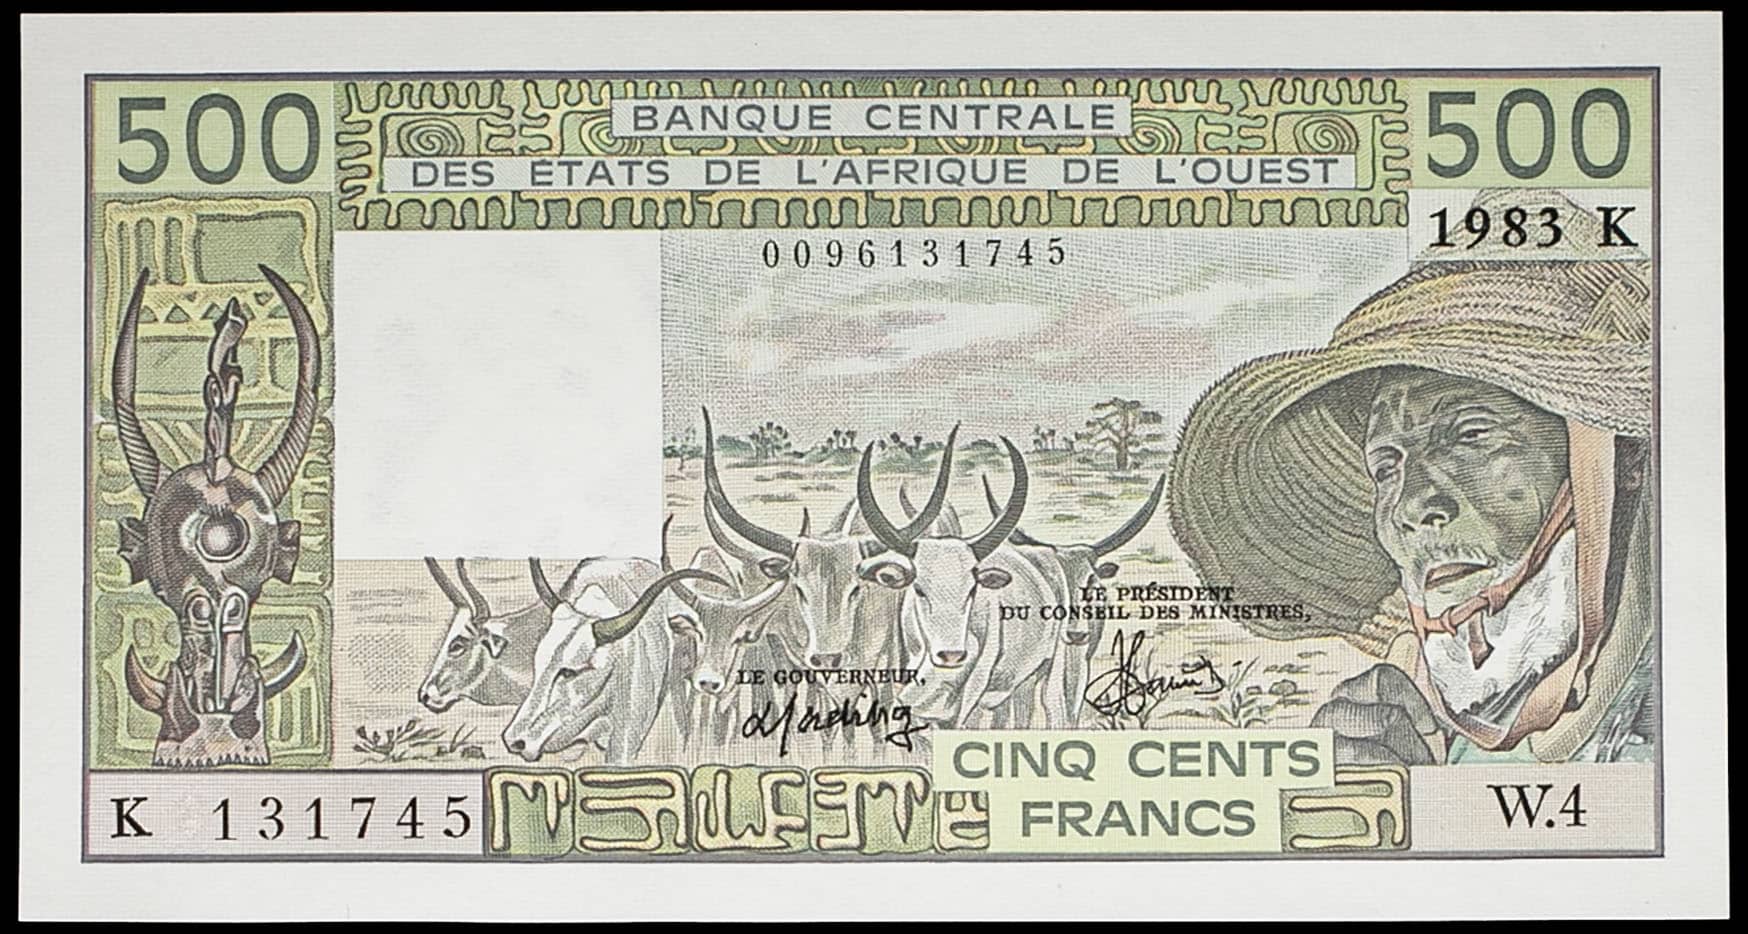 500
BANQUE CENTRALE
DES ÉTATS DE L'AFRIQUE DE L'OUEST
500
1983 K
0096131745
LE PRÉSIDENT
DU CONSEIL DES MINISTRES,
LE GOUVERNEUR,
CINQ CENTS
FRANCS
K 131745
W.4